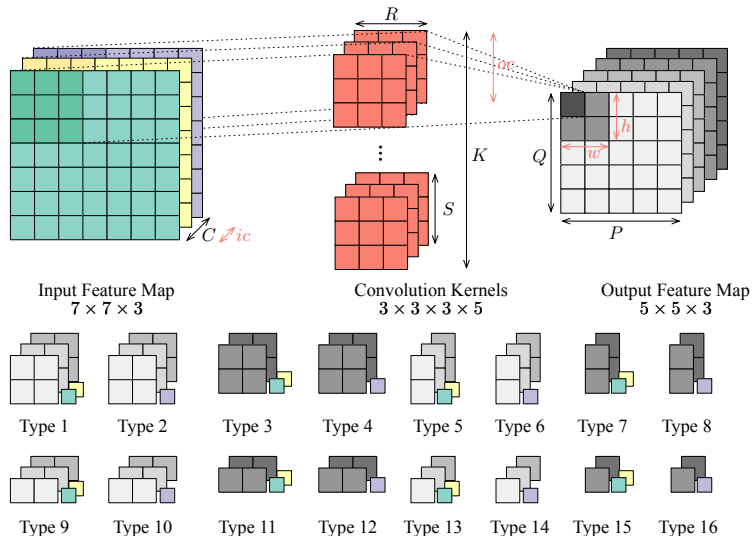 R
oc
K
h
w
Q
S
P
C
ic
Input Feature Map
7 × 7 × 3
Convolution Kernels
3 × 3 × 3 × 5
Output Feature Map
5 × 5 × 3
Type 1 Type 2 Type 3 Type 4 Type 5 Type 6 Type 7 Type 8
Type 9 Type 10 Type 11 Type 12 Type 13 Type 14 Type 15 Type 16